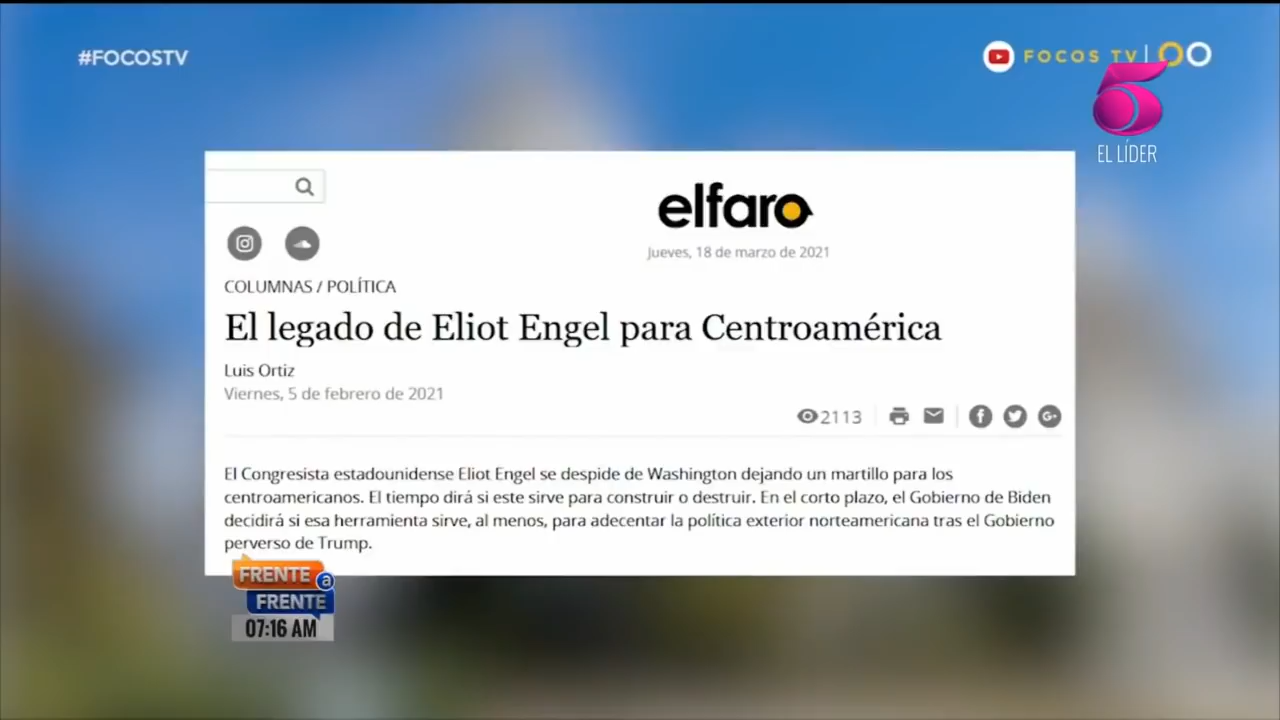 #FOCOSTV
FOCOS TV
5
EL LÍDER
elfaro
Jueves, 18 de marzo de 2021
COLUMNAS / POLÍTICA
El legado de Eliot Engel para Centroamérica
Luis Ortiz
Viernes, 5 de febrero de 2021
2113
El Congresista estadounidense Eliot Engel se despide de Washington dejando un martillo para los
centroamericanos. El tiempo dirá si este sirve para construir o destruir. En el corto plazo, el Gobierno de Biden
decidirá si esa herramienta sirve, al menos, para adecentar la política exterior norteamericana tras el Gobierno
perverso de Trump.
FRENTE a
FRENTE
07:16 AM